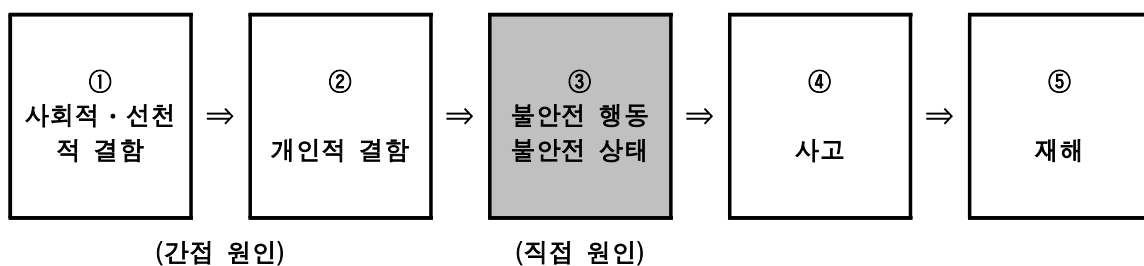 ①
사회적·선천
적 결함
⇒
②
개인적 결함
⇒
③
불안전 행동
불안전 상태
⇒
④
사고
⇒
⑤
재해
(간접 원인)
(직접 원인)